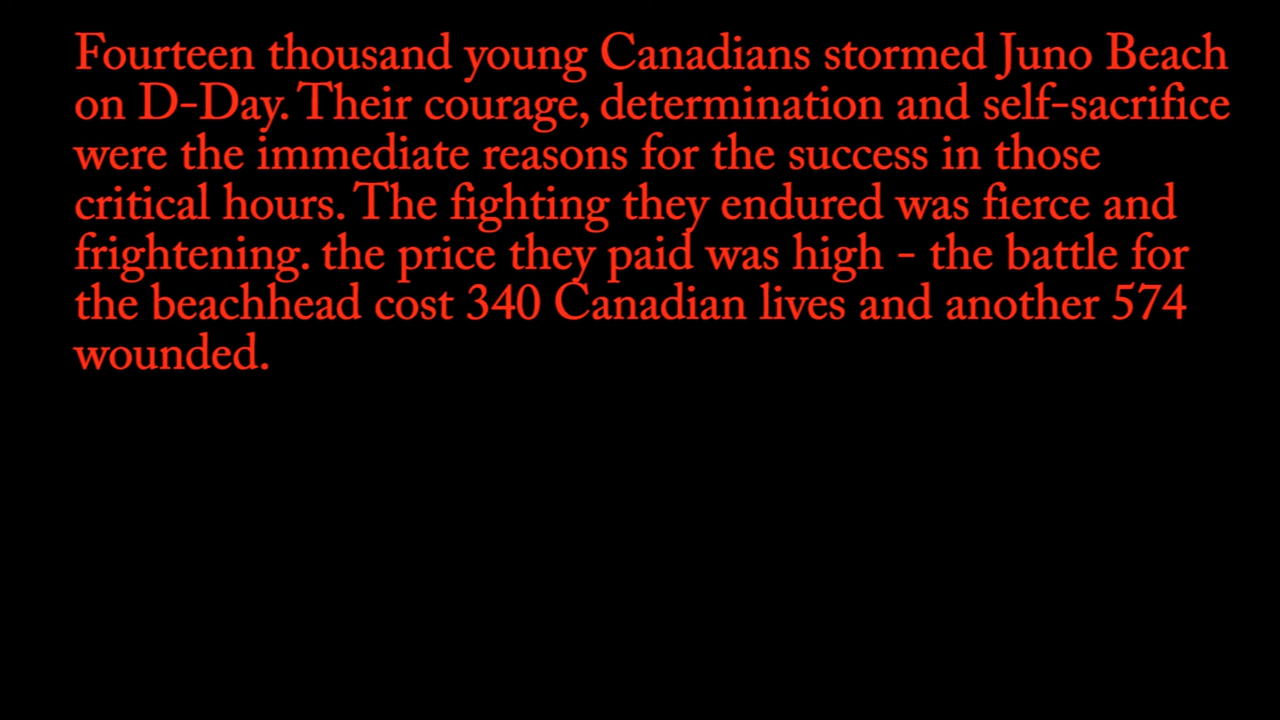 Fourteen thousand young Canadians stormed Juno Beach
on D-Day. Their courage, determination and self-sacrifice
were the immediate reasons for the success in those
critical hours. The fighting they endured was fierce and
frightening. the price they paid was high - the battle for
the beachhead cost 340 Canadian lives and another 574
wounded.